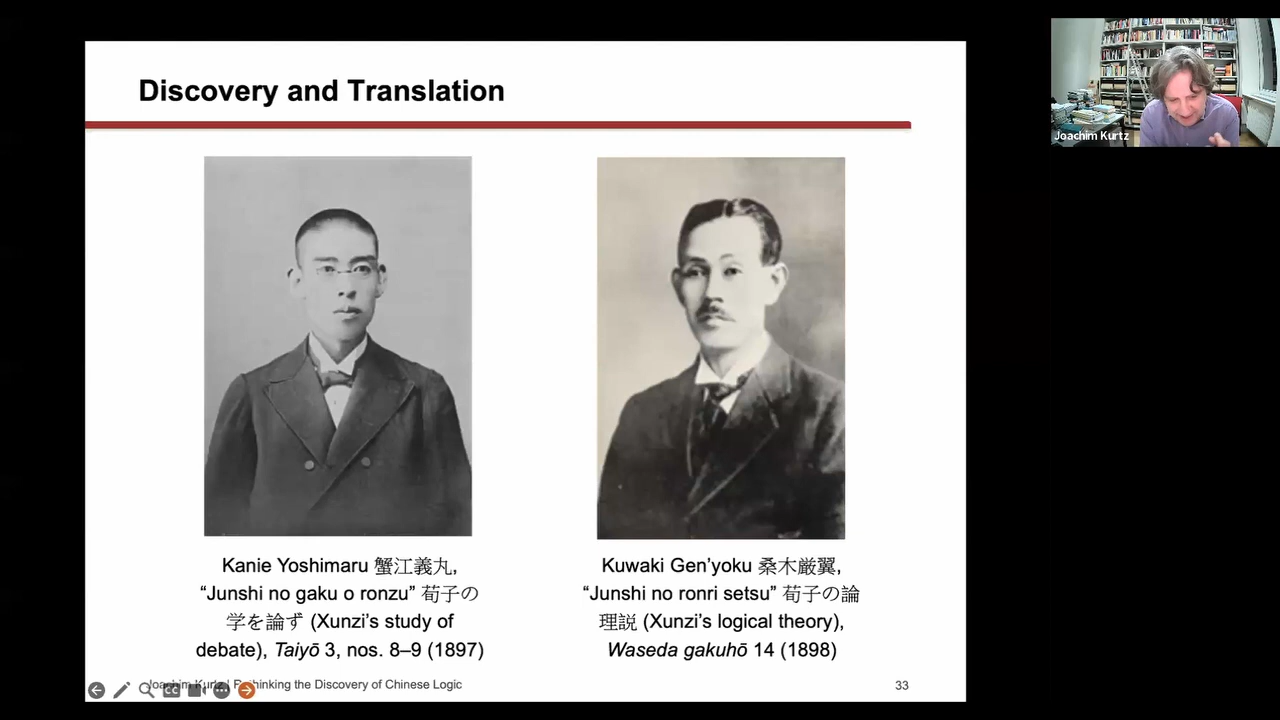 Discovery and Translation
Joachim Kurtz
Kanie Yoshimaru 蟹江義丸,
“Junshi no gaku o ronzu” 荀子の
学を論ず (Xunzi’s study of
debate), Taiyō 3, nos. 8–9 (1897)
Kuwaki Gen’yoku 桑木厳翼,
“Junshi no ronri setsu” 荀子の論
理説 (Xunzi’s logical theory),
Waseda gakuhō 14 (1898)
Joachim Kurtz | Rethinking the Discovery of Chinese Logic
CC
33